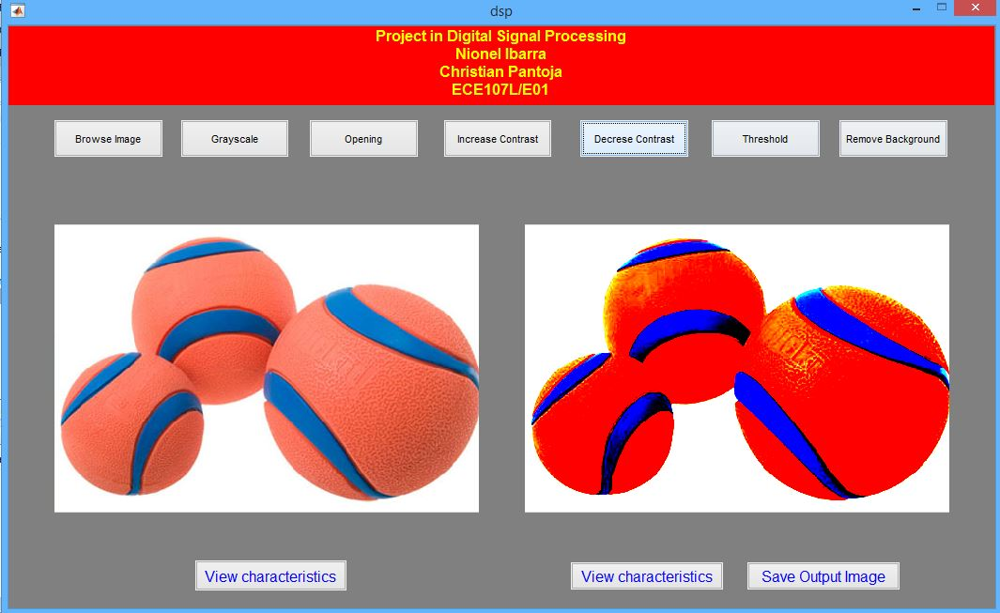 dsp
Project in Digital Signal Processing
Nionel Ibarra
Christian Pantoja
ECE107L/E01
Browse Image
Grayscale
Opening
Increase Contrast
Decrese Contrast
Threshold
Remove Background
View characteristics
View characteristics
Save Output Image